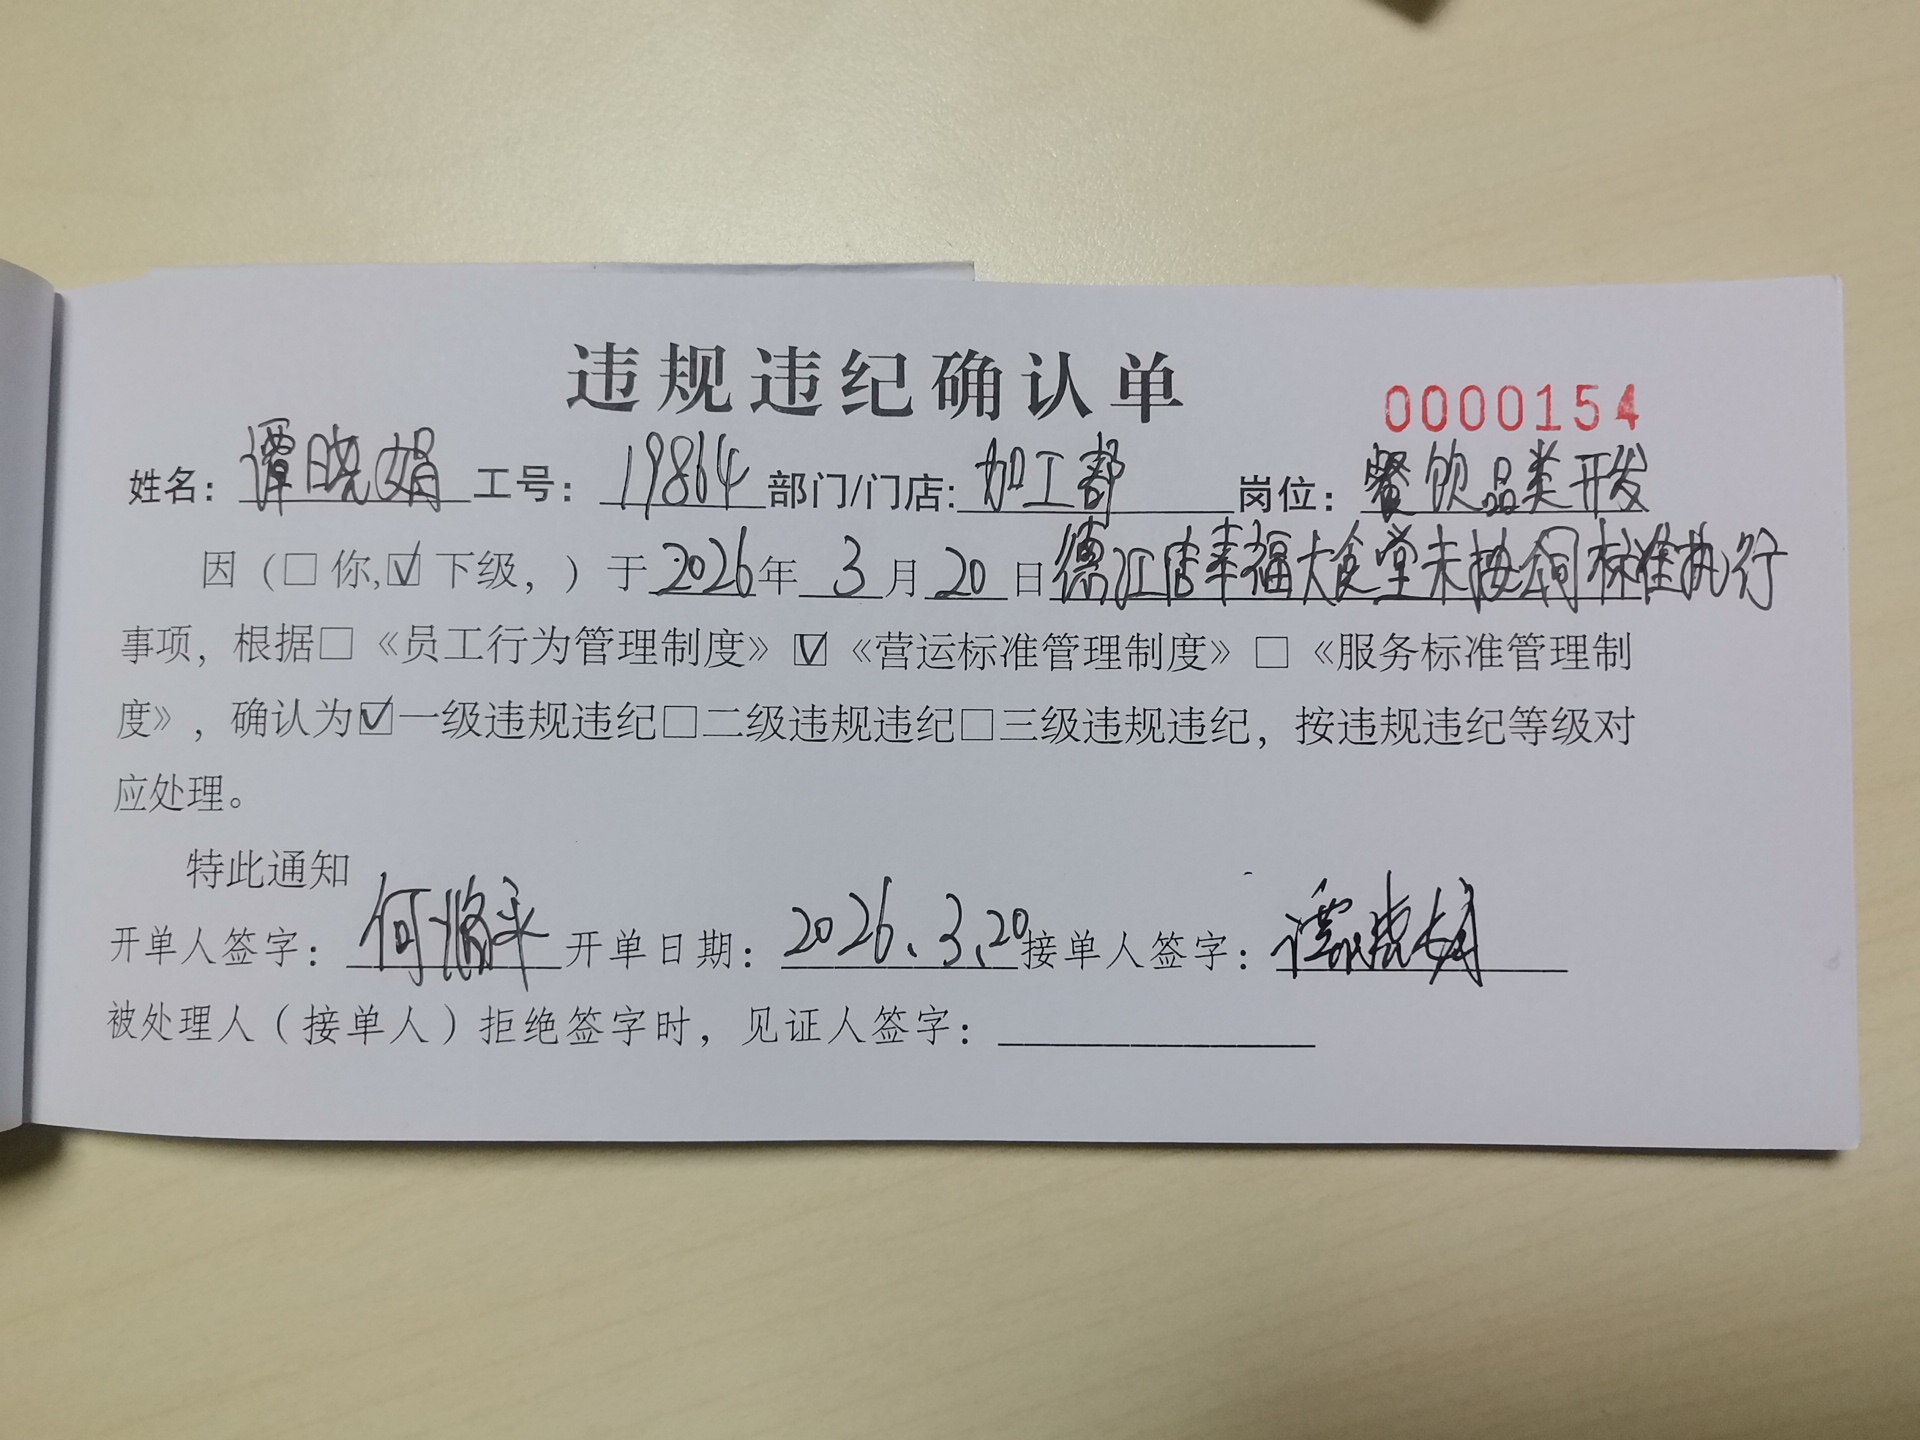 违规违纪确认单
0000154
姓名：谭晓娟 工号：19864 部门/门店：加工部 岗位：餐饮品类开发
因（□你，☑下级，）于2026年3月20日德江店幸福大食堂未按合同标准执行
事项，根据□《员工行为管理制度》☑《营运标准管理制度》□《服务标准管理制
度》，确认为☑一级违规违纪□二级违规违纪□三级违规违纪，按违规违纪等级对
应处理。
特此通知
开单人签字：何 平 开单日期：2026.3.20 接单人签字：谭晓娟
被处理人（接单人）拒绝签字时，见证人签字：